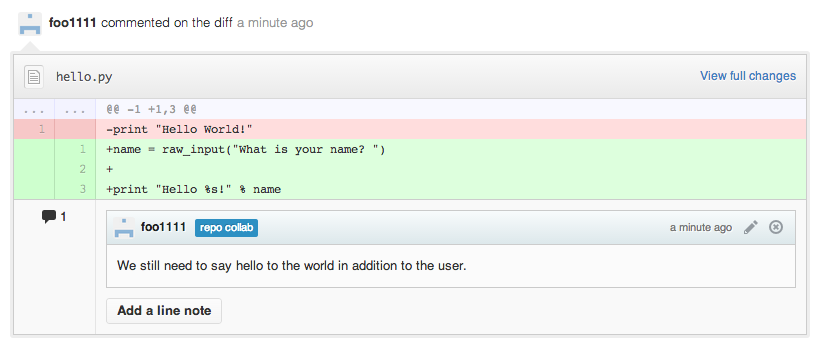 foo1111 commented on the diff a minute ago
hello.py View full changes
... ... @@ -1 +1,3 @@
1 -print "Hello World!"
1 +name = raw_input("What is your name? ")
2 +
3 +print "Hello %s!" % name
1 foo1111 repo collab a minute ago
We still need to say hello to the world in addition to the user.
Add a line note